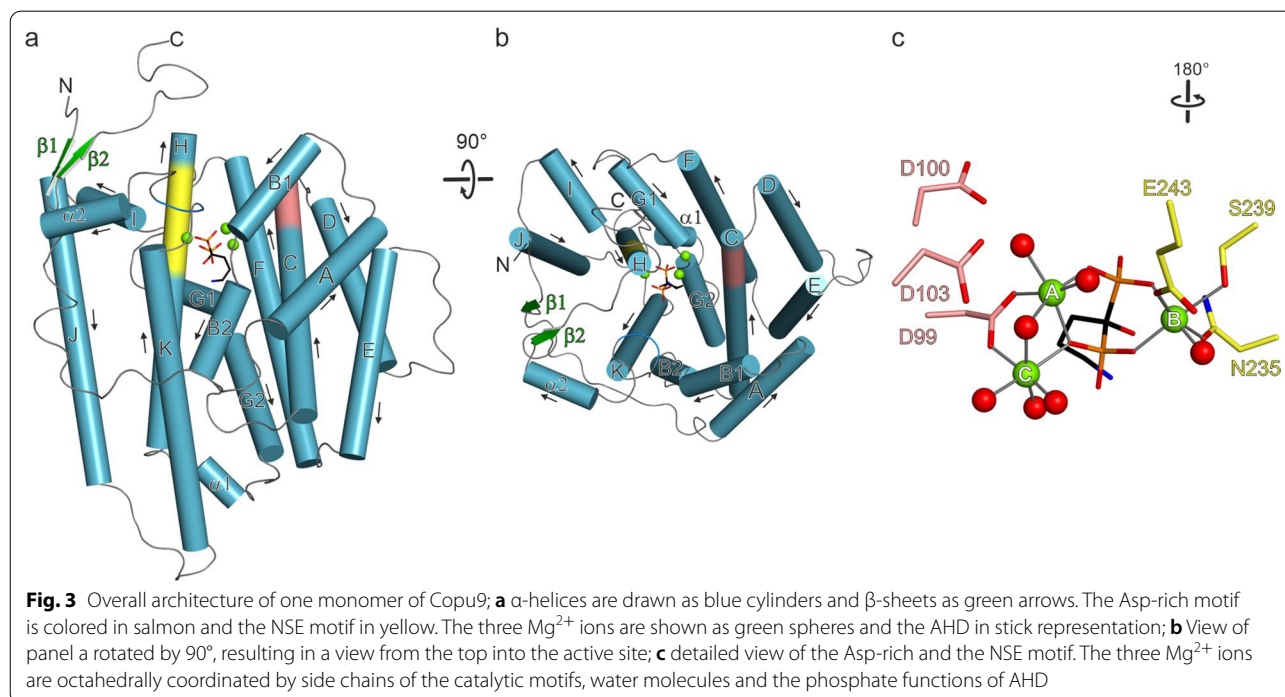 a
C
N
β1
β2
H
B1
α2
I
D
F
C
A
G1
B2
J
K
E
G2
α1
90°
b
F
I
G1
D
C
α1
J
C
N
H
E
G2
β1
β2
K
B2
B1
A
α2
c
180°
D100
E243
S239
D103
A
B
D99
C
N235
Fig. 3 Overall architecture of one monomer of Copu9; a α-helices are drawn as blue cylinders and β-sheets as green arrows. The Asp-rich motif
is colored in salmon and the NSE motif in yellow. The three Mg²⁺ ions are shown as green spheres and the AHD in stick representation; b View of
panel a rotated by 90°, resulting in a view from the top into the active site; c detailed view of the Asp-rich and the NSE motif. The three Mg²⁺ ions
are octahedrally coordinated by side chains of the catalytic motifs, water molecules and the phosphate functions of AHD